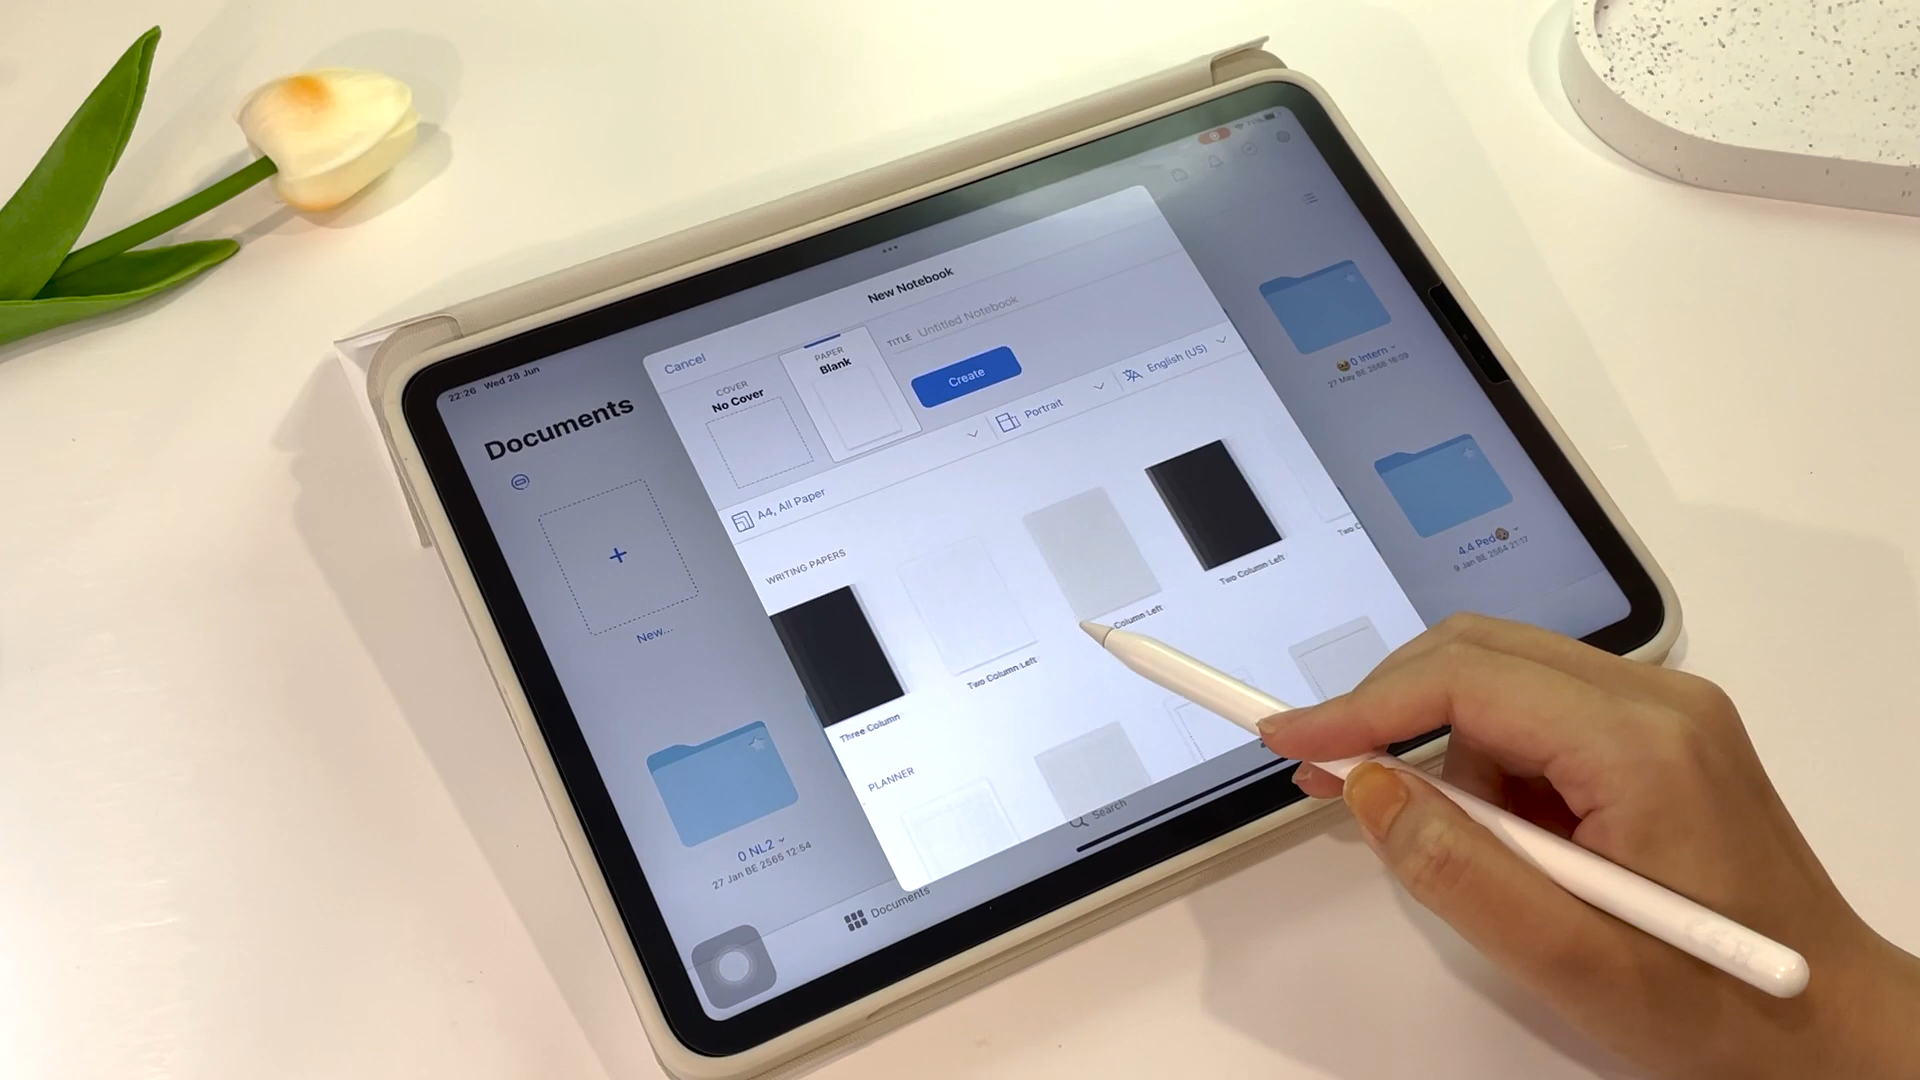 22:26 Wed 28 Jun
Documents
New...
0 NL2
27 Jan BE 2565 12:54
New Notebook
Cancel
COVER
No Cover
PAPER
Blank
TITLE Untitled Notebook
Create
A4, All Paper
Portrait
English (US)
WRITING PAPERS
Three Column
Two Column Left
Column Left
Two Column Left
Two C
PLANNER
0 Intern
27 May BE 2566 16:09
4.4 Ped
9 Jan BE 2564 21:17
Documents
Search